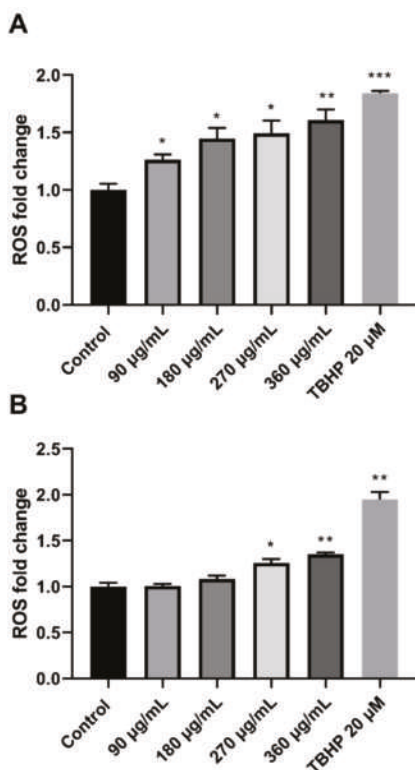 A
ROS fold change
2.0
1.5
1.0
0.5
0.0
*
*
*
**
***
Control
90 µg/mL
180 µg/mL
270 µg/mL
360 µg/mL
TBHP 20 µM
B
ROS fold change
2.5
2.0
1.5
1.0
0.5
0.0
*
**
**
Control
90 µg/mL
180 µg/mL
270 µg/mL
360 µg/mL
TBHP 20 µM